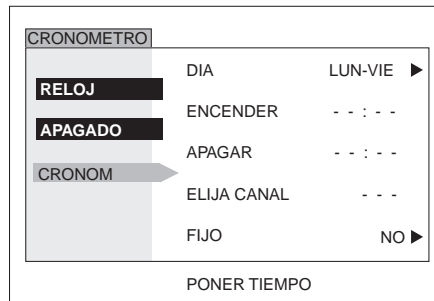 CRONOMETRO
RELOJ
APAGADO
CRONOM
DIA LUN-VIE ▶
ENCENDER - - : - -
APAGAR - - : - -
ELIJA CANAL - - -
FIJO NO ▶
PONER TIEMPO